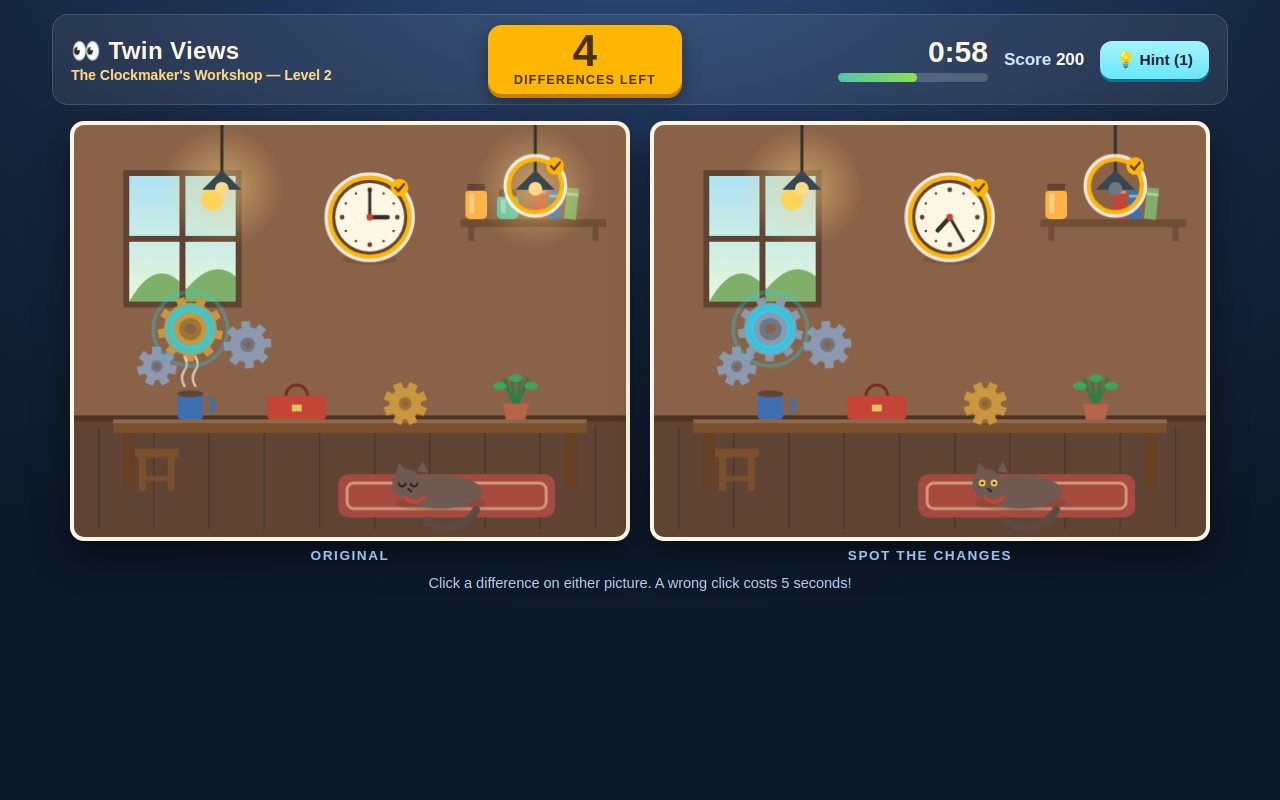 👀 Twin Views
The Clockmaker's Workshop — Level 2
4
DIFFERENCES LEFT
0:58
Score 200
💡 Hint (1)
ORIGINAL
SPOT THE CHANGES
Click a difference on either picture. A wrong click costs 5 seconds!